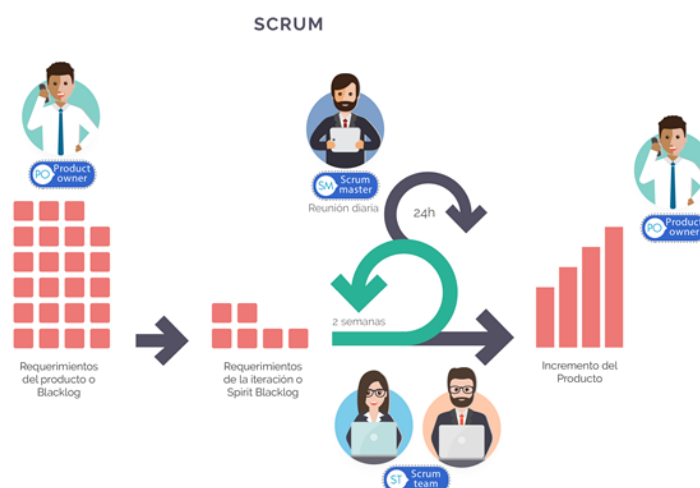 SCRUM
PO Product
owner
SM Scrum
master
Reunión diaria
24h
PO Product
owner
2 semanas
Requerimientos
del producto o
Blacklog
Requerimientos
de la iteración o
Spirit Blacklog
Incremento del
Producto
ST Scrum
team